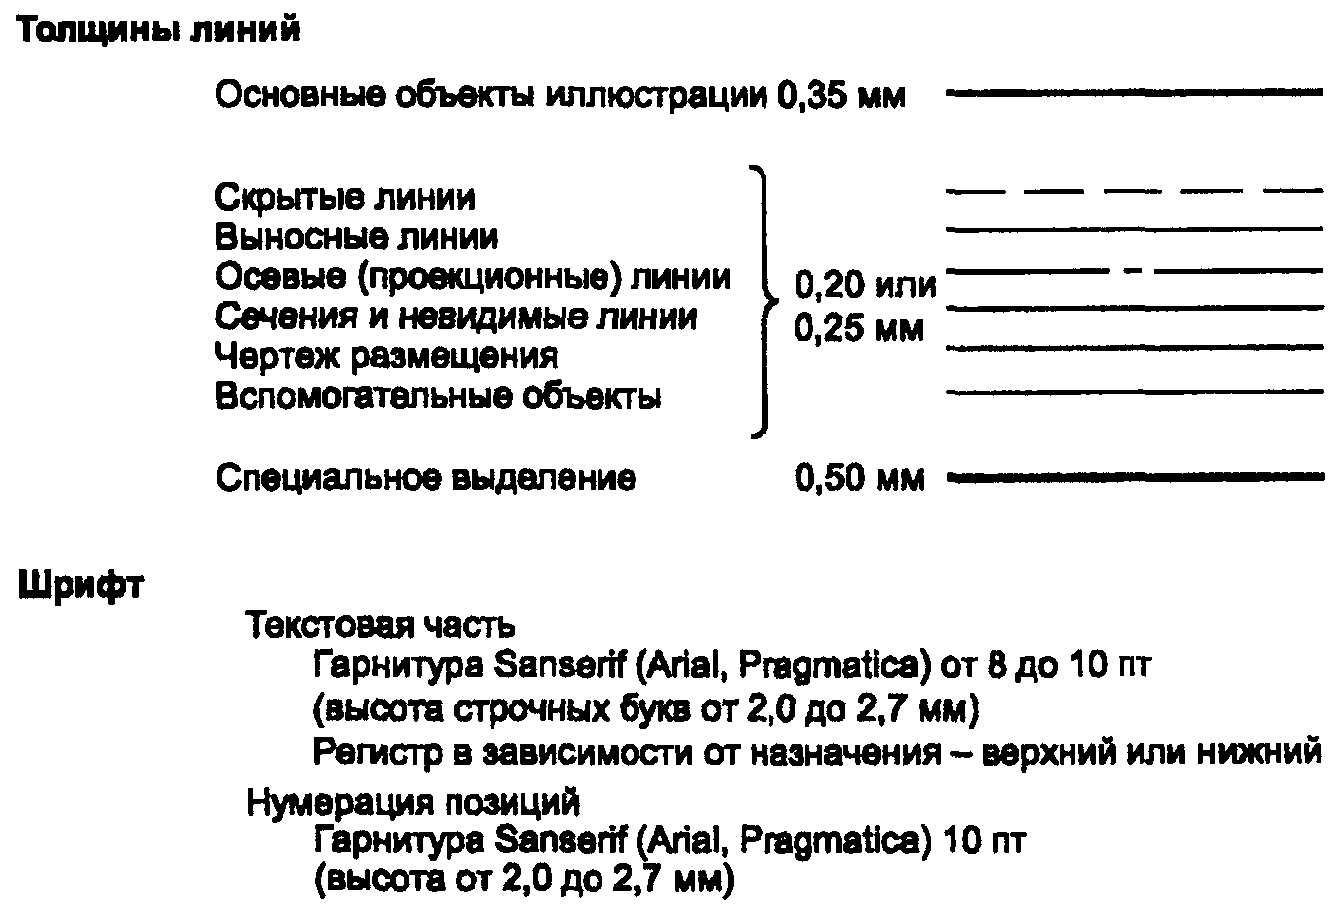 Толщины линий
Основные объекты иллюстрации 0,35 мм
Скрытые линии
Выносные линии
Осевые (проекционные) линии
Сечения и невидимые линии
Чертеж размещения
Вспомогательные объекты
0,20 или
0,25 мм
Специальное выделение 0,50 мм
Шрифт
Текстовая часть
Гарнитура Sanserif (Arial, Pragmatica) от 8 до 10 пт
(высота строчных букв от 2,0 до 2,7 мм)
Регистр в зависимости от назначения – верхний или нижний
Нумерация позиций
Гарнитура Sanserif (Arial, Pragmatica) 10 пт
(высота от 2,0 до 2,7 мм)